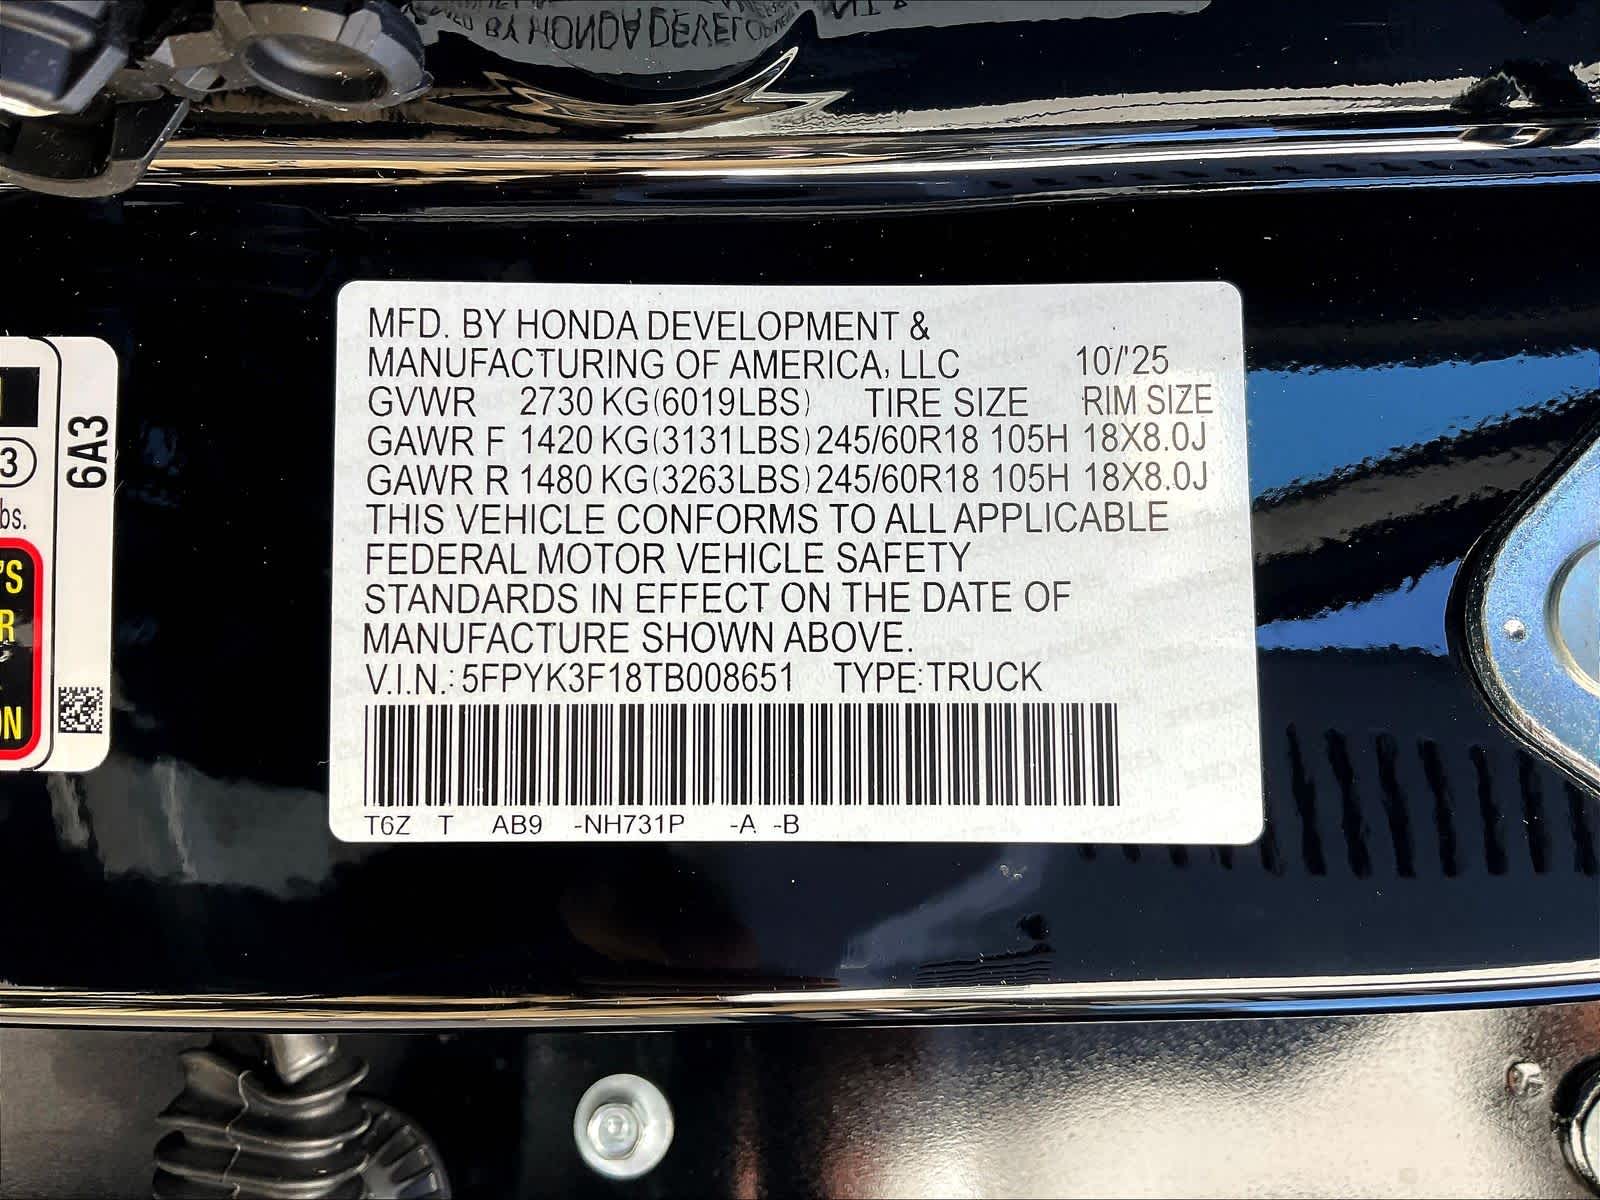 MFD. BY HONDA DEVELOPMENT &
MANUFACTURING OF AMERICA, LLC 10/'25
GVWR 2730 KG(6019LBS) TIRE SIZE RIM SIZE
GAWR F 1420 KG(3131LBS) 245/60R18 105H 18X8.0J
GAWR R 1480 KG(3263LBS) 245/60R18 105H 18X8.0J
THIS VEHICLE CONFORMS TO ALL APPLICABLE
FEDERAL MOTOR VEHICLE SAFETY
STANDARDS IN EFFECT ON THE DATE OF
MANUFACTURE SHOWN ABOVE.
V.I.N.: 5FPYK3F18TB008651 TYPE:TRUCK
T6Z T AB9 -NH731P -A -B
6A3
3
bs.
'S
R
ON